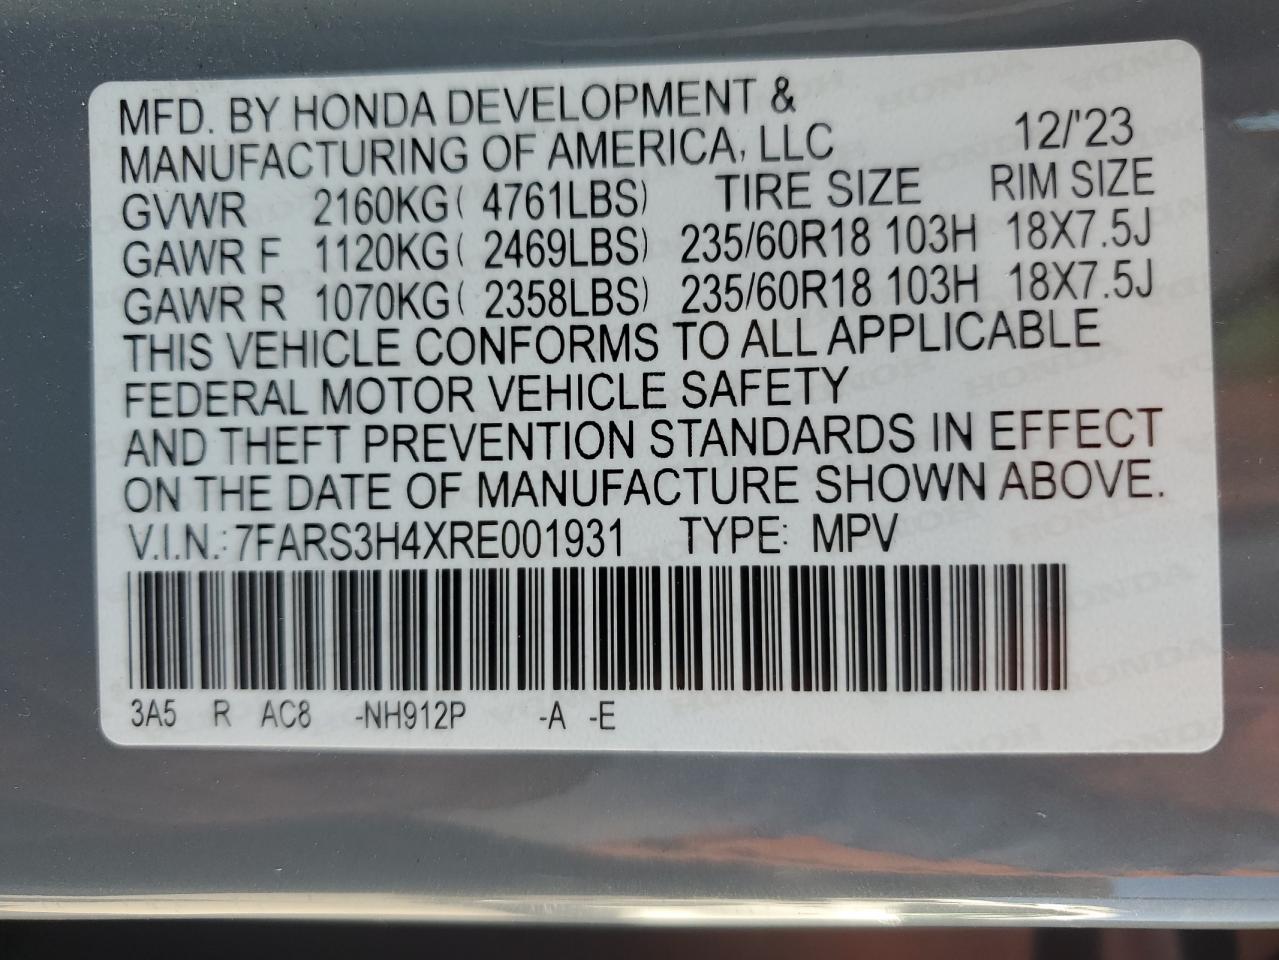 MFD. BY HONDA DEVELOPMENT &
MANUFACTURING OF AMERICA, LLC 12/'23
GVWR 2160KG( 4761LBS) TIRE SIZE RIM SIZE
GAWR F 1120KG( 2469LBS) 235/60R18 103H 18X7.5J
GAWR R 1070KG( 2358LBS) 235/60R18 103H 18X7.5J
THIS VEHICLE CONFORMS TO ALL APPLICABLE
FEDERAL MOTOR VEHICLE SAFETY
AND THEFT PREVENTION STANDARDS IN EFFECT
ON THE DATE OF MANUFACTURE SHOWN ABOVE.
V.I.N.: 7FARS3H4XRE001931 TYPE: MPV
3A5 R AC8 -NH912P -A -E